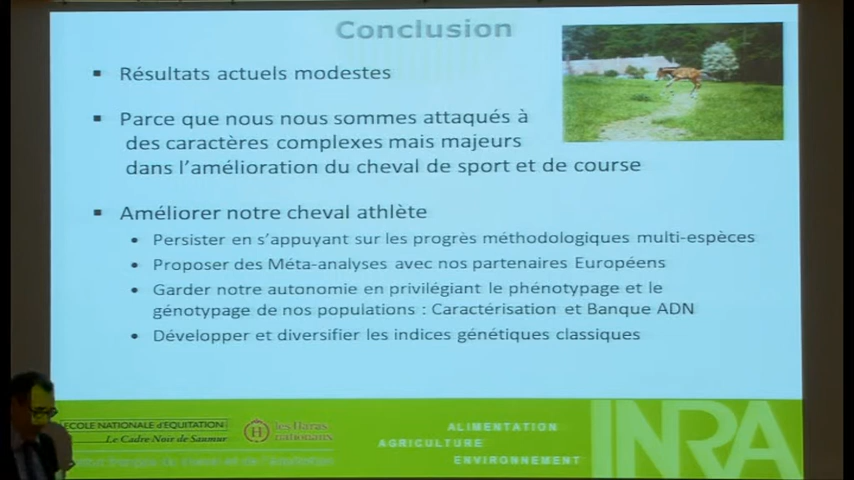 Conclusion
▪ Résultats actuels modestes
▪ Parce que nous nous sommes attaqués à
des caractères complexes mais majeurs
dans l'amélioration du cheval de sport et de course
▪ Améliorer notre cheval athlète
• Persister en s'appuyant sur les progrès méthodologiques multi-espèces
• Proposer des Méta-analyses avec nos partenaires Européens
• Garder notre autonomie en privilégiant le phénotypage et le
génotypage de nos populations : Caractérisation et Banque ADN
• Développer et diversifier les indices génétiques classiques
ECOLE NATIONALE D'EQUITATION
Le Cadre Noir de Saumur
H
les Haras
nationaux
ALIMENTATION
AGRICULTURE
ENVIRONNEMENT
INRA